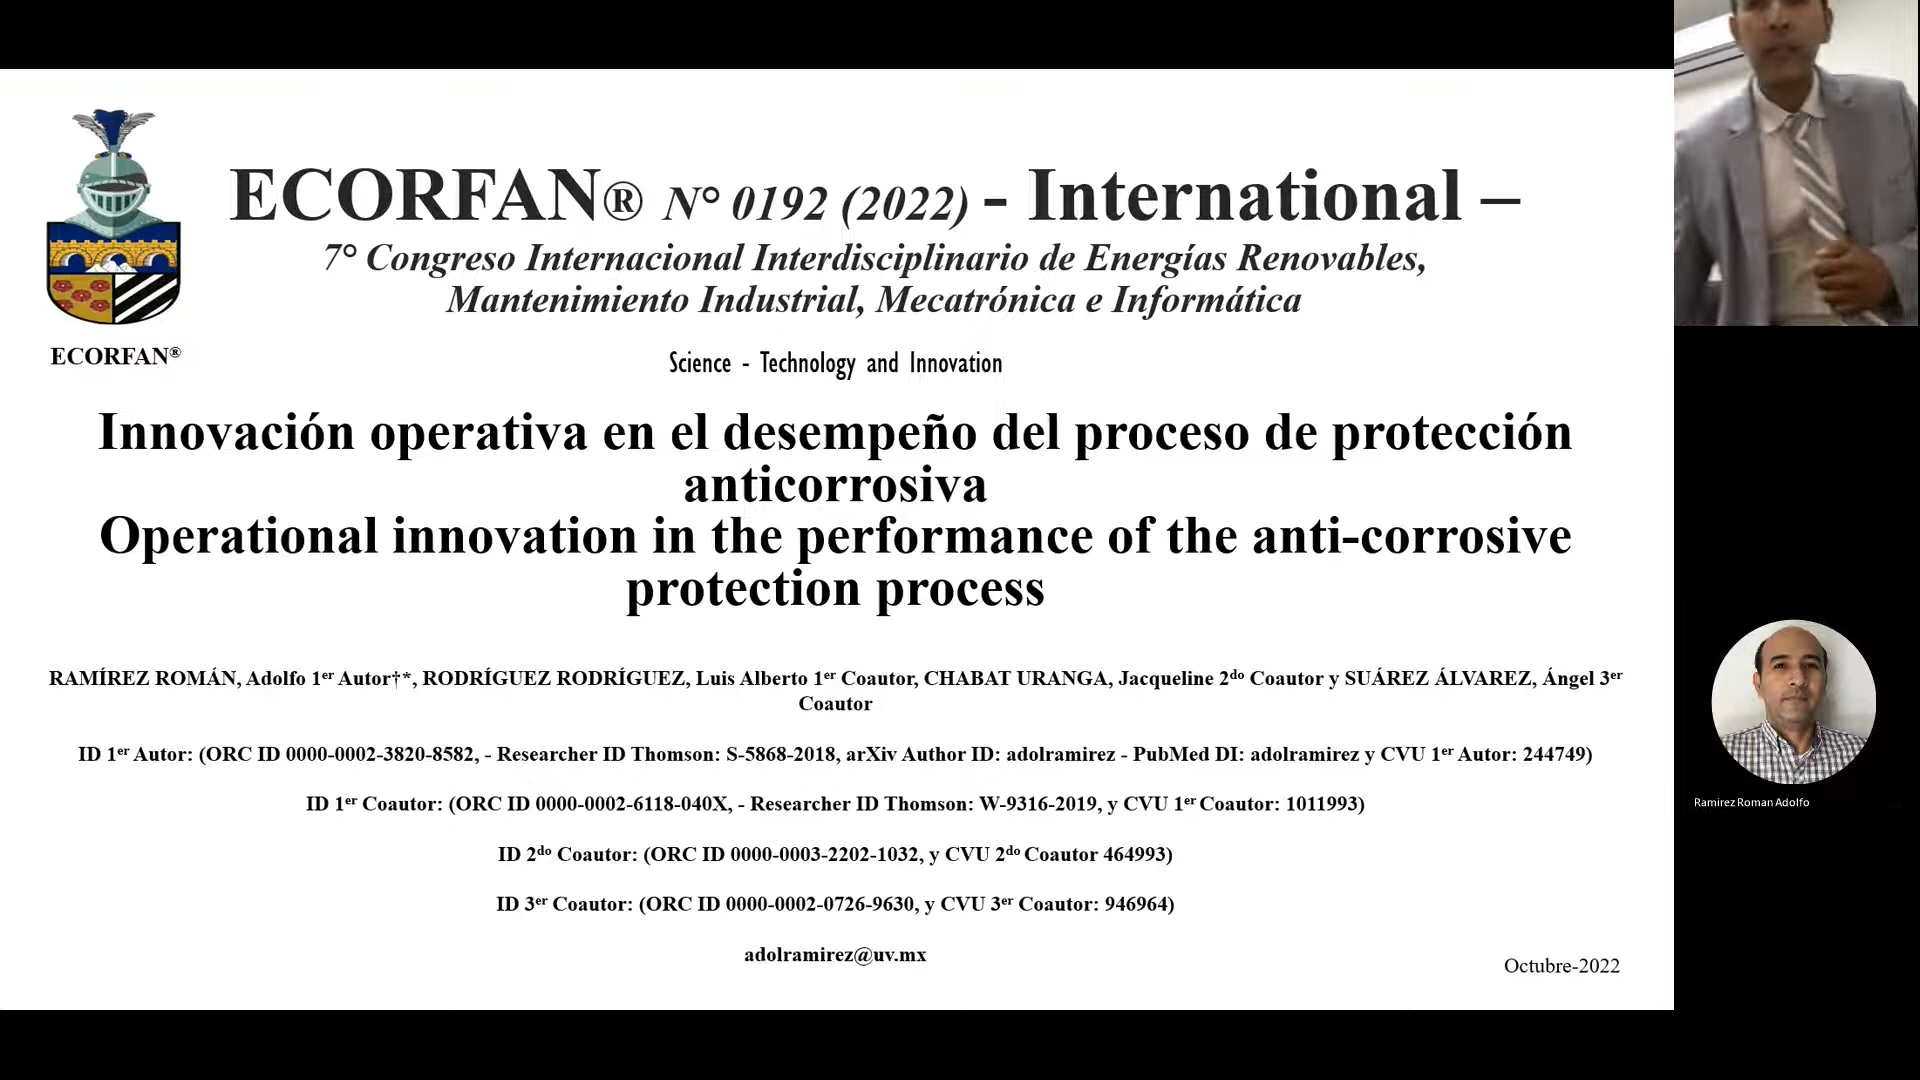 ECORFAN® N° 0192 (2022) - International –
7° Congreso Internacional Interdisciplinario de Energías Renovables,
Mantenimiento Industrial, Mecatrónica e Informática
ECORFAN®
Science - Technology and Innovation
Innovación operativa en el desempeño del proceso de protección
anticorrosiva
Operational innovation in the performance of the anti-corrosive
protection process
RAMÍREZ ROMÁN, Adolfo 1er Autor†*, RODRÍGUEZ RODRÍGUEZ, Luis Alberto 1er Coautor, CHABAT URANGA, Jacqueline 2do Coautor y SUÁREZ ÁLVAREZ, Ángel 3er
Coautor
ID 1er Autor: (ORC ID 0000-0002-3820-8582, - Researcher ID Thomson: S-5868-2018, arXiv Author ID: adolramirez - PubMed DI: adolramirez y CVU 1er Autor: 244749)
ID 1er Coautor: (ORC ID 0000-0002-6118-040X, - Researcher ID Thomson: W-9316-2019, y CVU 1er Coautor: 1011993)
ID 2do Coautor: (ORC ID 0000-0003-2202-1032, y CVU 2do Coautor 464993)
ID 3er Coautor: (ORC ID 0000-0002-0726-9630, y CVU 3er Coautor: 946964)
adolramirez@uv.mx
Octubre-2022
Ramirez Roman Adolfo